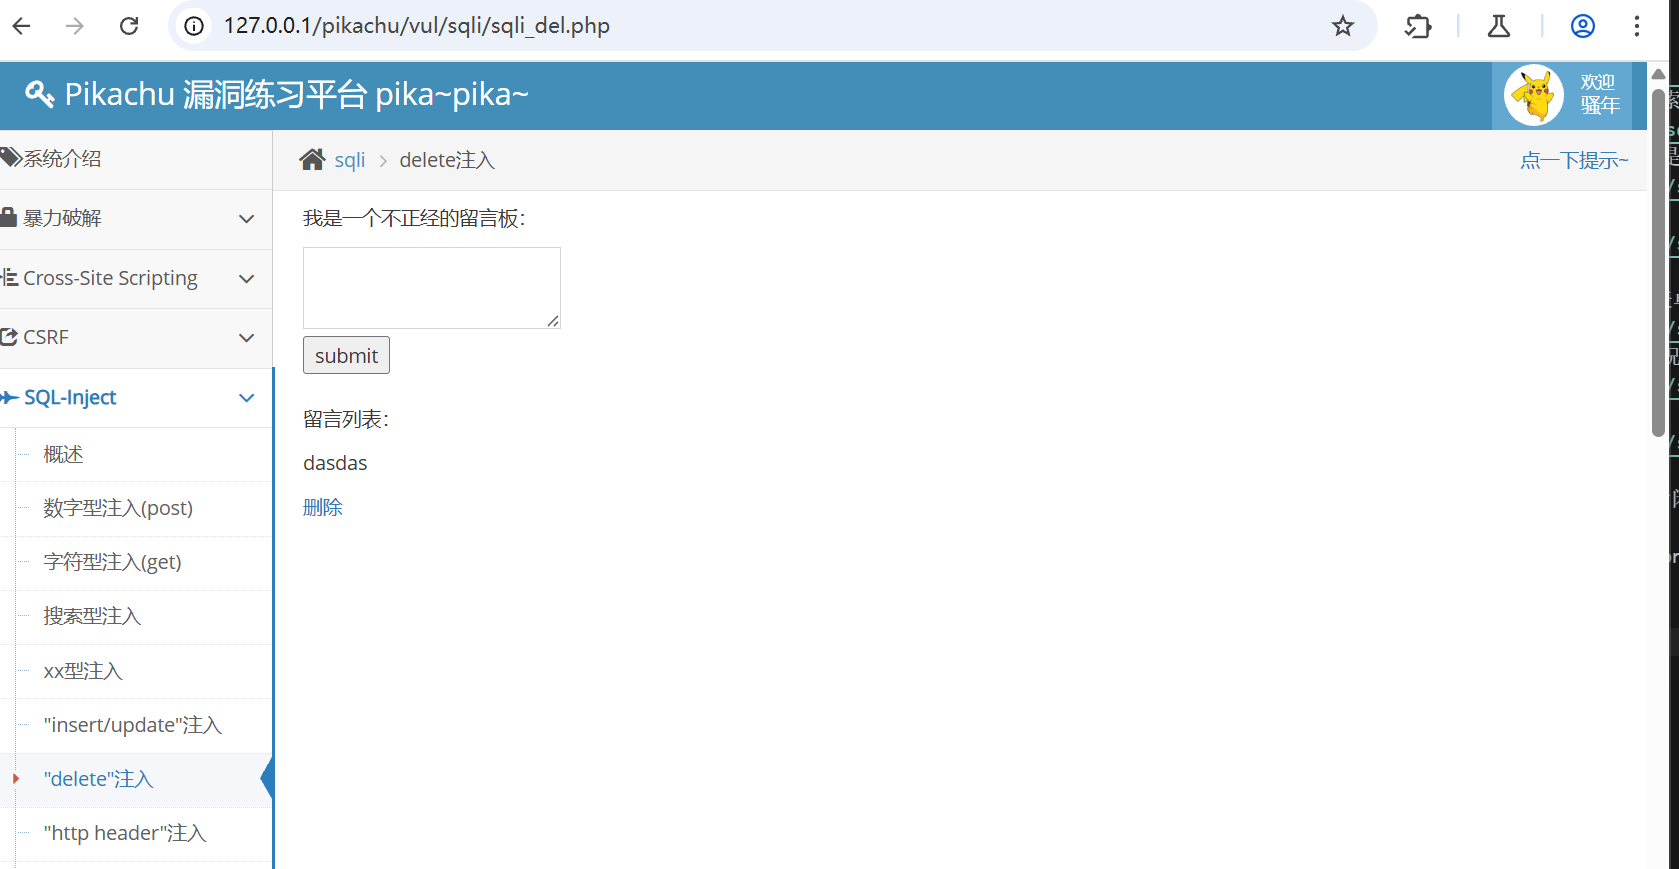 127.0.0.1/pikachu/vul/sqli/sqli_del.php
Pikachu 漏洞练习平台 pika~pika~
欢迎
骚年
系统介绍
暴力破解
Cross-Site Scripting
CSRF
SQL-Inject
概述
数字型注入(post)
字符型注入(get)
搜索型注入
xx型注入
"insert/update"注入
"delete"注入
"http header"注入
sqli > delete注入
点一下提示~
我是一个不正经的留言板：
submit
留言列表：
dasdas
删除